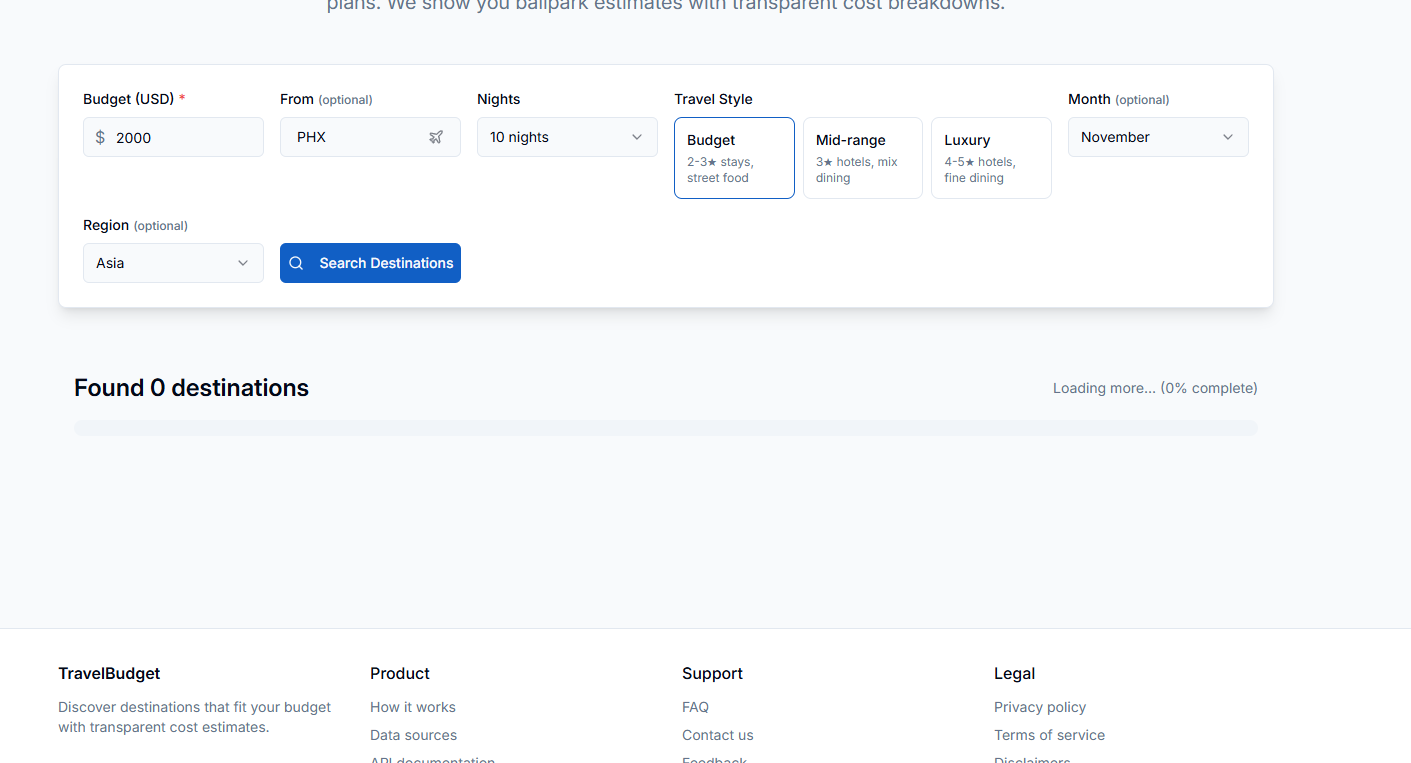 plans. We show you ballpark estimates with transparent cost breakdowns.
Budget (USD) *
$ 2000
From (optional)
PHX
Nights
10 nights
Travel Style
Budget
2-3★ stays,
street food
Mid-range
3★ hotels, mix
dining
Luxury
4-5★ hotels,
fine dining
Month (optional)
November
Region (optional)
Asia
Search Destinations
Found 0 destinations
Loading more... (0% complete)
TravelBudget
Discover destinations that fit your budget
with transparent cost estimates.
Product
How it works
Data sources
API documentation
Support
FAQ
Contact us
Feedback
Legal
Privacy policy
Terms of service
Disclaimers